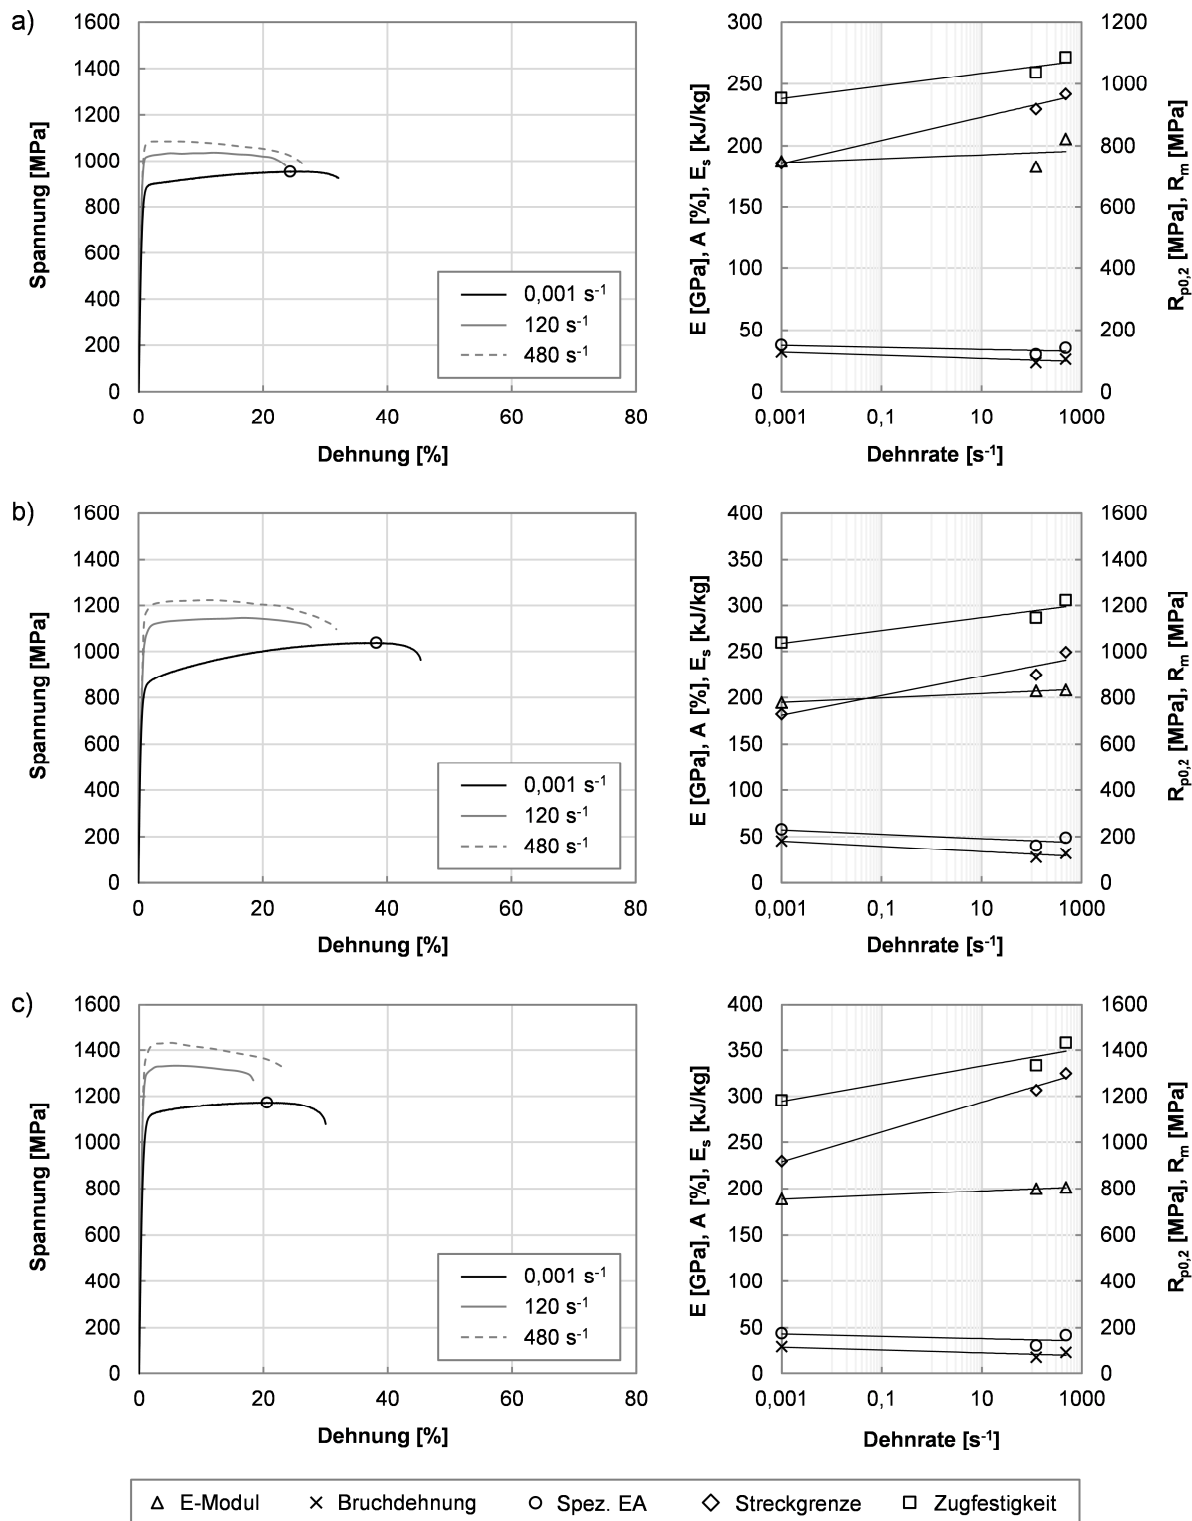 a)
Spannung [MPa]
1600
1400
1200
1000
800
600
400
200
0
0 20 40 60 80
Dehnung [%]
0,001 s⁻¹
120 s⁻¹
480 s⁻¹
E [GPa], A [%], Eₛ [kJ/kg]
300
250
200
150
100
50
0
0,001 0,1 10 1000
Dehnrate [s⁻¹]
1200
1000
800
600
400
200
0
Rp0,2 [MPa], Rm [MPa]
b)
Spannung [MPa]
1600
1400
1200
1000
800
600
400
200
0
0 20 40 60 80
Dehnung [%]
0,001 s⁻¹
120 s⁻¹
480 s⁻¹
E [GPa], A [%], Eₛ [kJ/kg]
400
350
300
250
200
150
100
50
0
0,001 0,1 10 1000
Dehnrate [s⁻¹]
1600
1400
1200
1000
800
600
400
200
0
Rp0,2 [MPa], Rm [MPa]
c)
Spannung [MPa]
1600
1400
1200
1000
800
600
400
200
0
0 20 40 60 80
Dehnung [%]
0,001 s⁻¹
120 s⁻¹
480 s⁻¹
E [GPa], A [%], Eₛ [kJ/kg]
400
350
300
250
200
150
100
50
0
0,001 0,1 10 1000
Dehnrate [s⁻¹]
1600
1400
1200
1000
800
600
400
200
0
Rp0,2 [MPa], Rm [MPa]
E-Modul Bruchdehnung Spez. EA Streckgrenze Zugfestigkeit